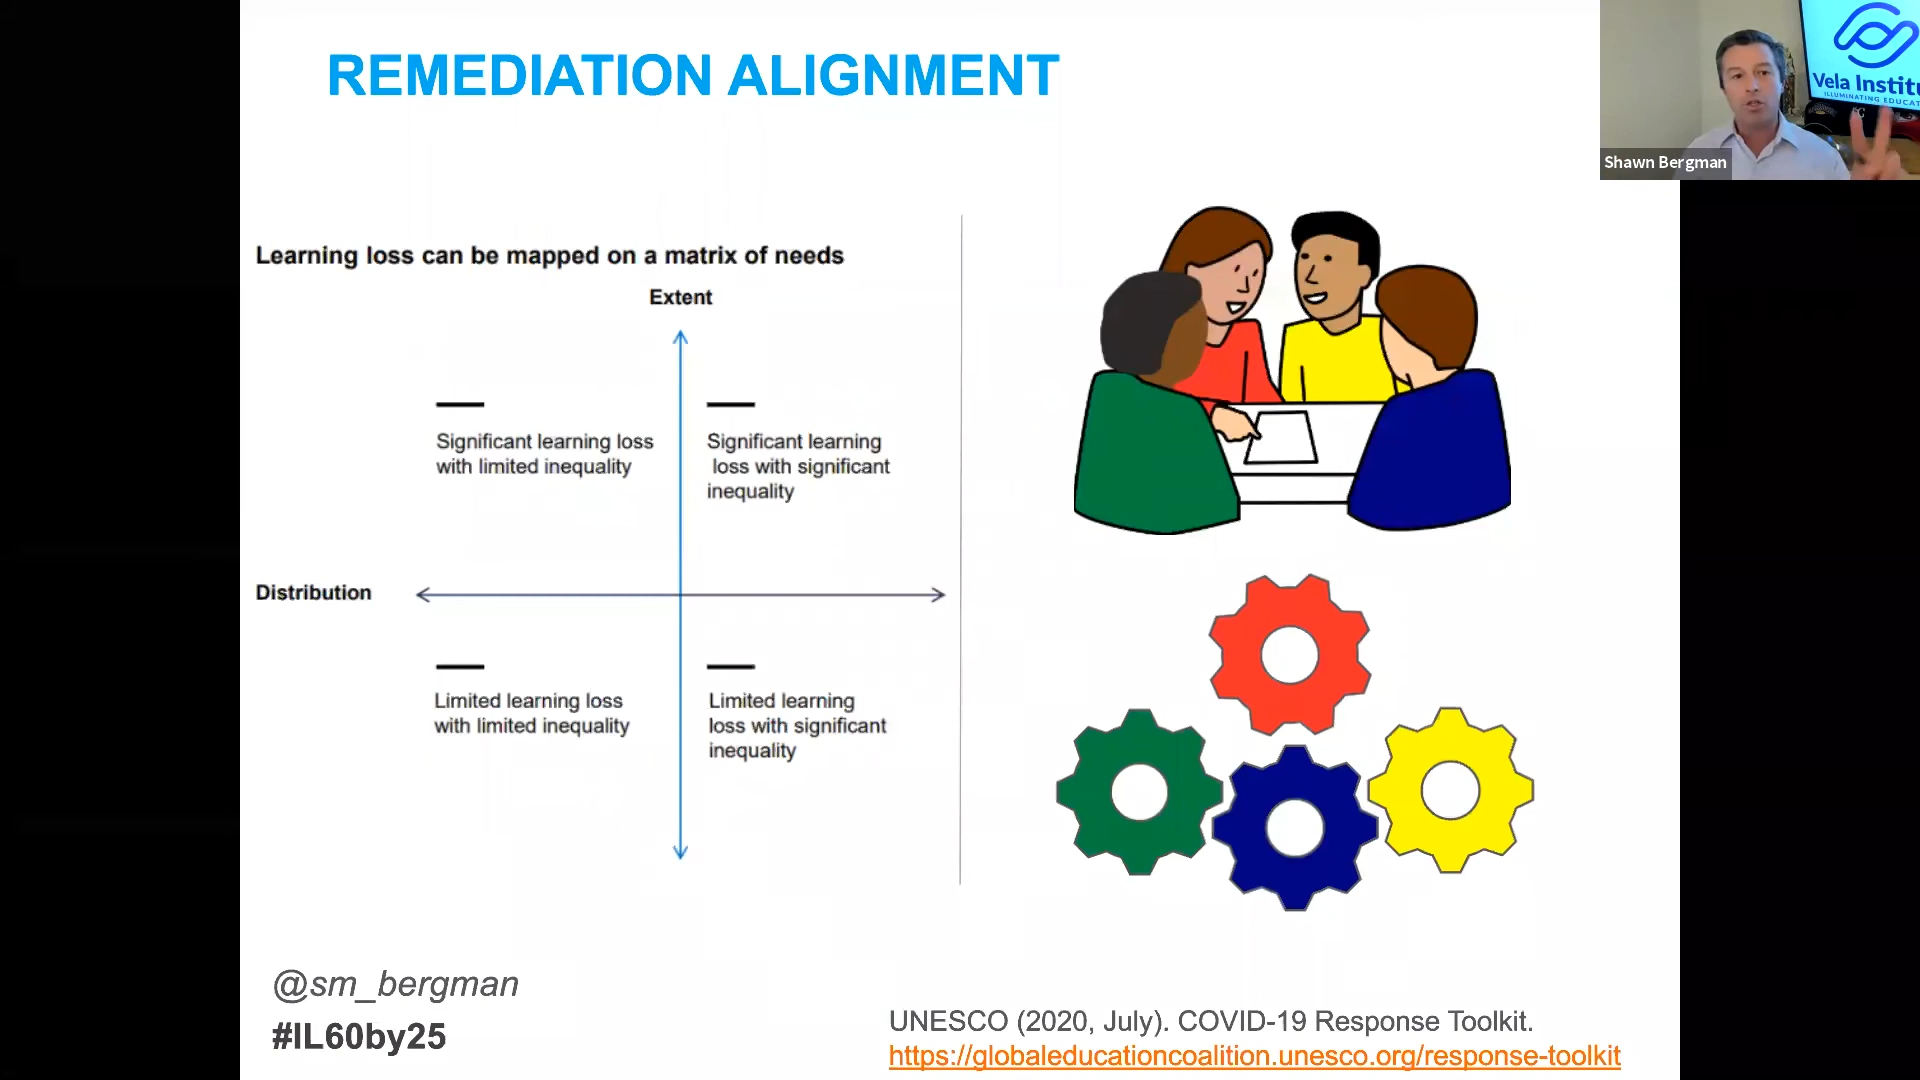 REMEDIATION ALIGNMENT
Vela Institu
ILLUMINATING EDUCAT
Shawn Bergman
Learning loss can be mapped on a matrix of needs
Extent
Significant learning loss
with limited inequality
Significant learning
loss with significant
inequality
Distribution
Limited learning loss
with limited inequality
Limited learning
loss with significant
inequality
@sm_bergman
#IL60by25
UNESCO (2020, July). COVID-19 Response Toolkit.
https://globaleducationcoalition.unesco.org/response-toolkit